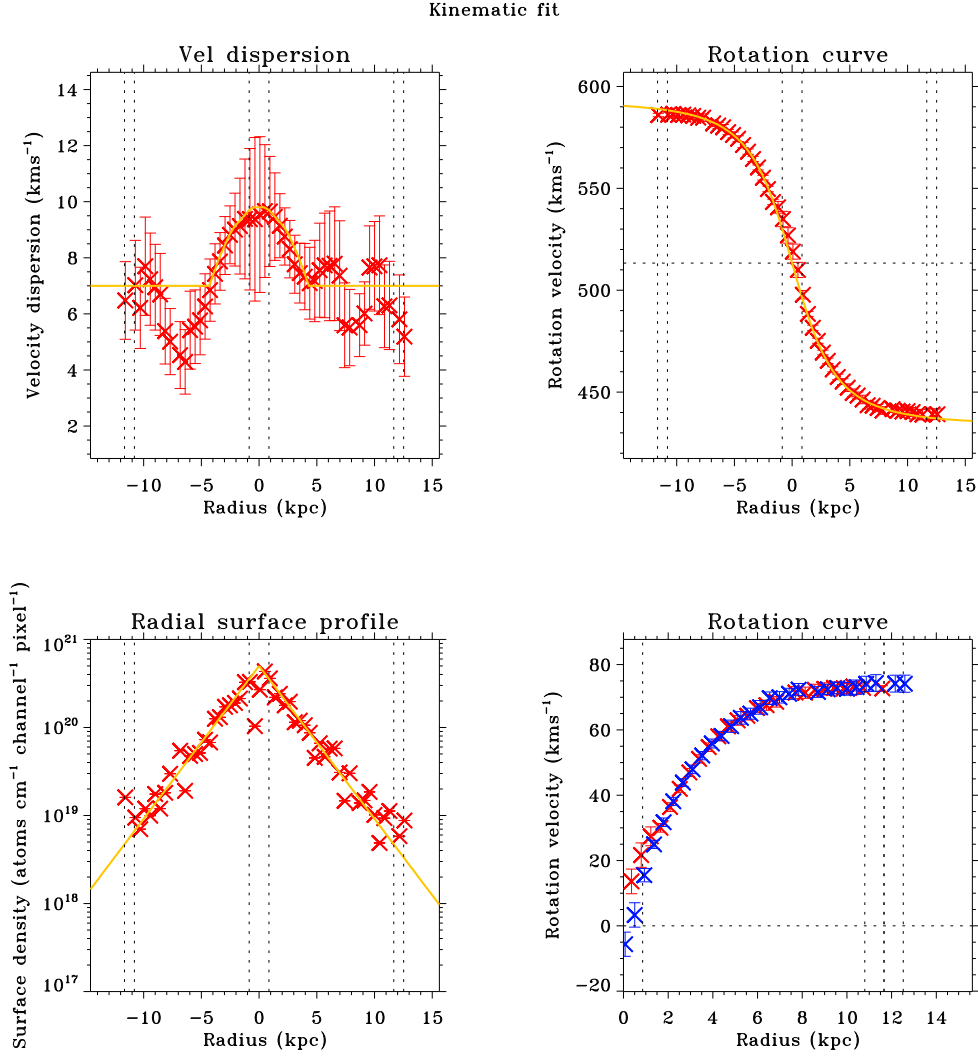 Kinematic fit
Vel dispersion
Velocity dispersion (kms⁻¹)
14
12
10
8
6
4
2
−10 −5 0 5 10 15
Radius (kpc)
Rotation curve
Rotation velocity (kms⁻¹)
600
550
500
450
−10 −5 0 5 10 15
Radius (kpc)
Radial surface profile
Surface density (atoms cm⁻¹ channel⁻¹ pixel⁻¹)
10²¹
10²⁰
10¹⁹
10¹⁸
10¹⁷
−10 −5 0 5 10 15
Radius (kpc)
Rotation curve
Rotation velocity (kms⁻¹)
80
60
40
20
0
−20
0 2 4 6 8 10 12 14
Radius (kpc)